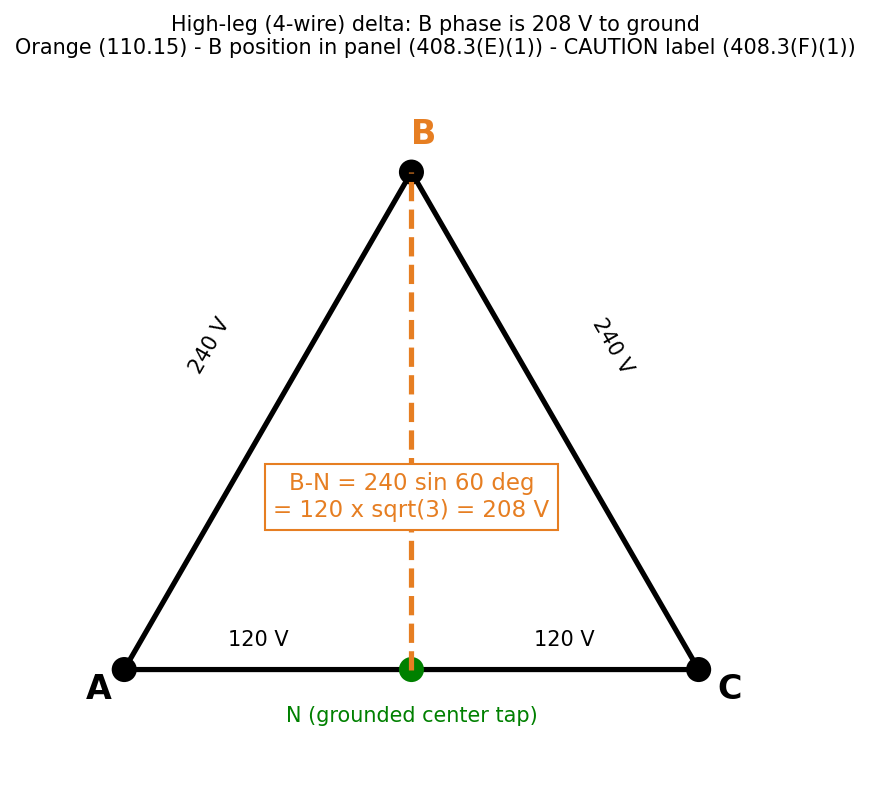 High-leg (4-wire) delta: B phase is 208 V to ground
Orange (110.15) - B position in panel (408.3(E)(1)) - CAUTION label (408.3(F)(1))
B
240 V
240 V
B-N = 240 sin 60 deg
= 120 x sqrt(3) = 208 V
120 V
120 V
A
C
N (grounded center tap)